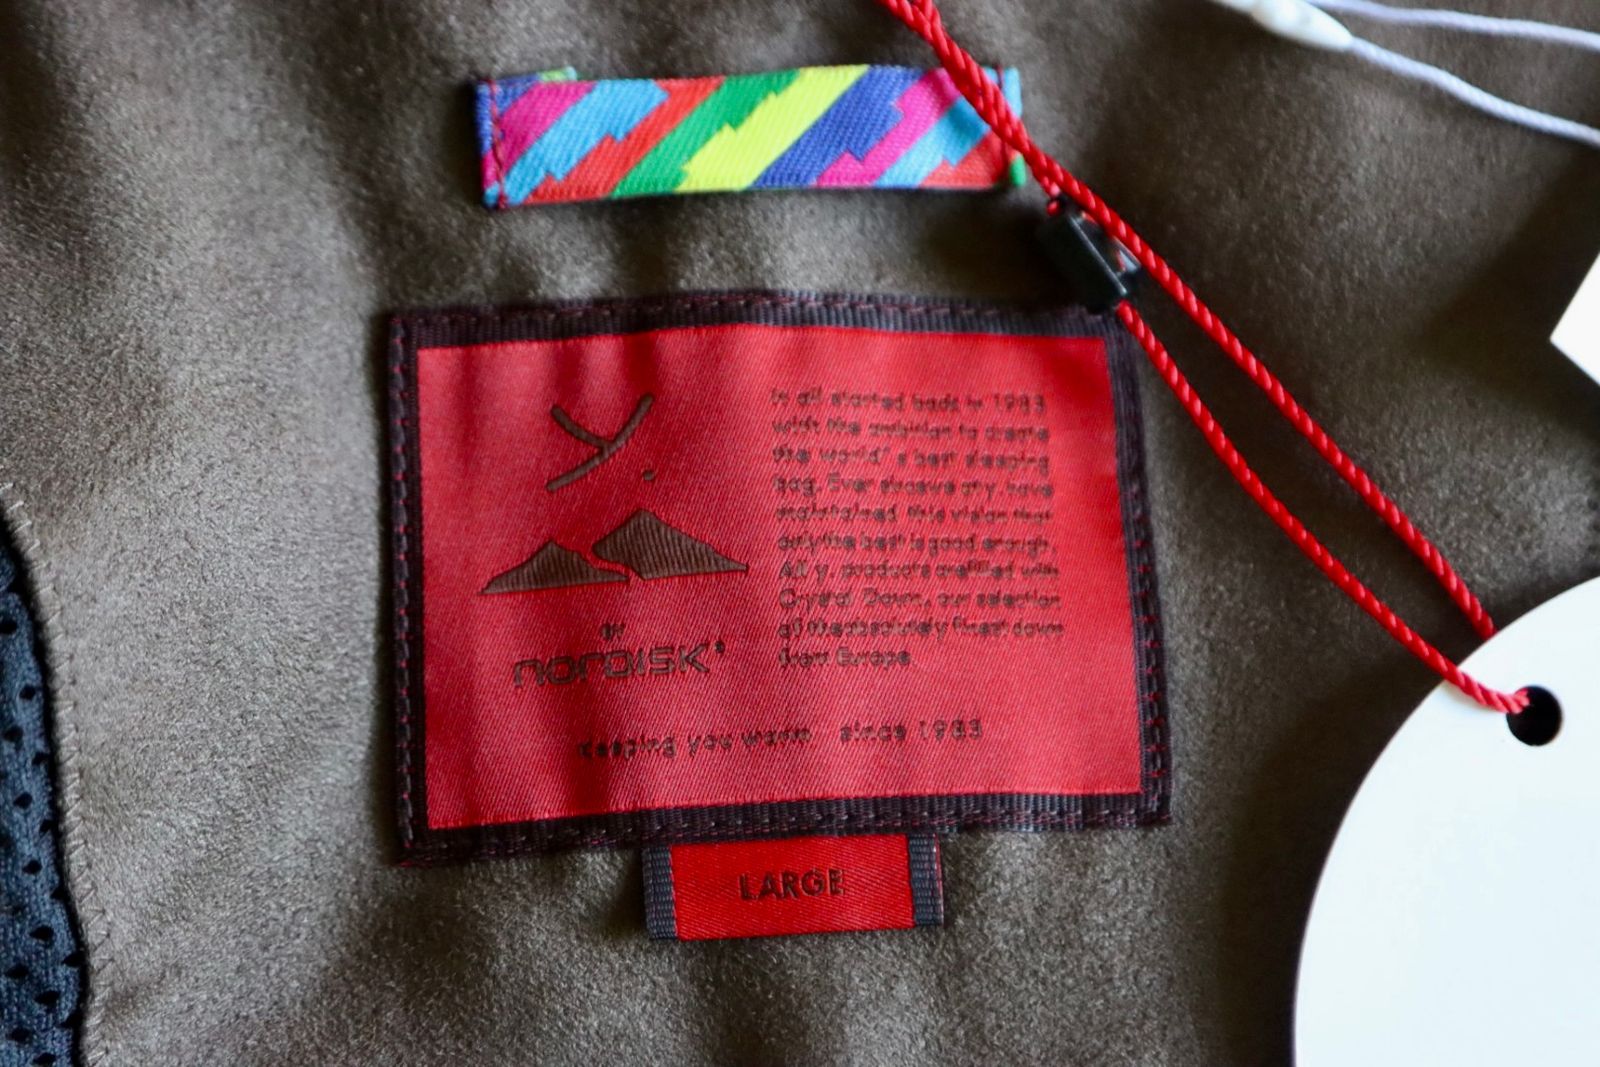 y.
BY
NORDISK®
It all started back in 1983
with the ambition to create
the world's best sleeping
bag. Ever since we at y. have
maintained this vision that
only the best is good enough.
All y. products are filled with
Crystal Down, our selection
of the absolutely finest down
from Europe
Keeping you warm since 1983
LARGE